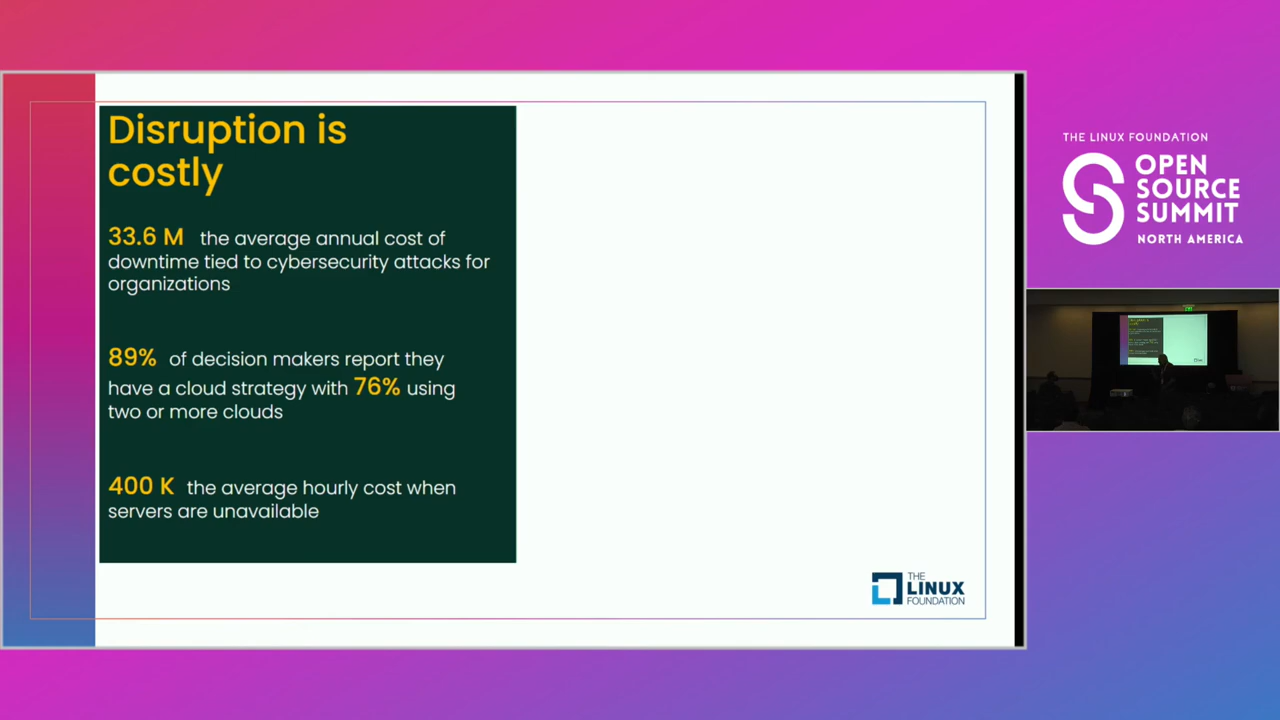 Disruption is
costly
33.6 M the average annual cost of
downtime tied to cybersecurity attacks for
organizations
89% of decision makers report they
have a cloud strategy with 76% using
two or more clouds
400 K the average hourly cost when
servers are unavailable
THE
LINUX
FOUNDATION
THE LINUX FOUNDATION
OPEN
SOURCE
SUMMIT
NORTH AMERICA